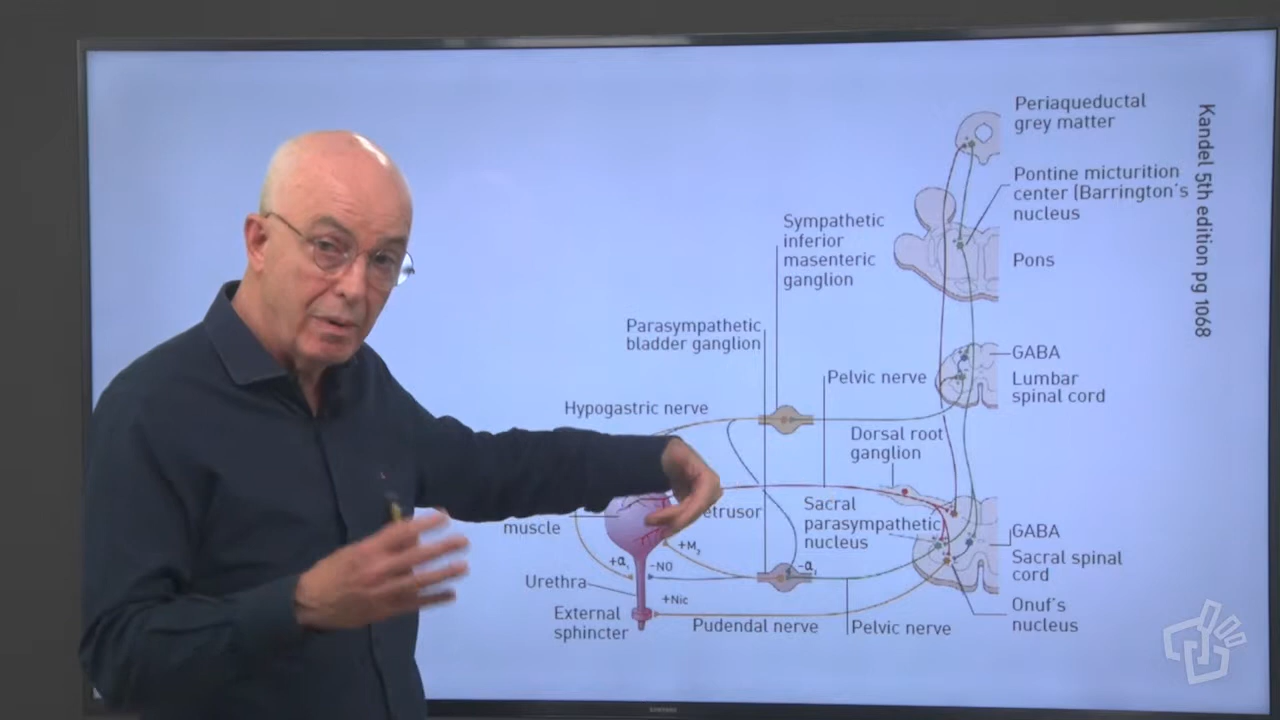 Periaqueductal
grey matter
Kandel 5th edition pg 1068
Pontine micturition
center (Barrington's
nucleus
Sympathetic
inferior
masenteric
ganglion
Pons
Parasympathetic
bladder ganglion
GABA
Lumbar
spinal cord
Pelvic nerve
Hypogastric nerve
Dorsal root
ganglion
etrusor
muscle
Sacral
parasympathetic
nucleus
GABA
Sacral spinal
cord
+M
+α
-NO
-α₁
Urethra
+Nic
External
sphincter
Pudendal nerve
Pelvic nerve
Onuf's
nucleus
SAMSUNG